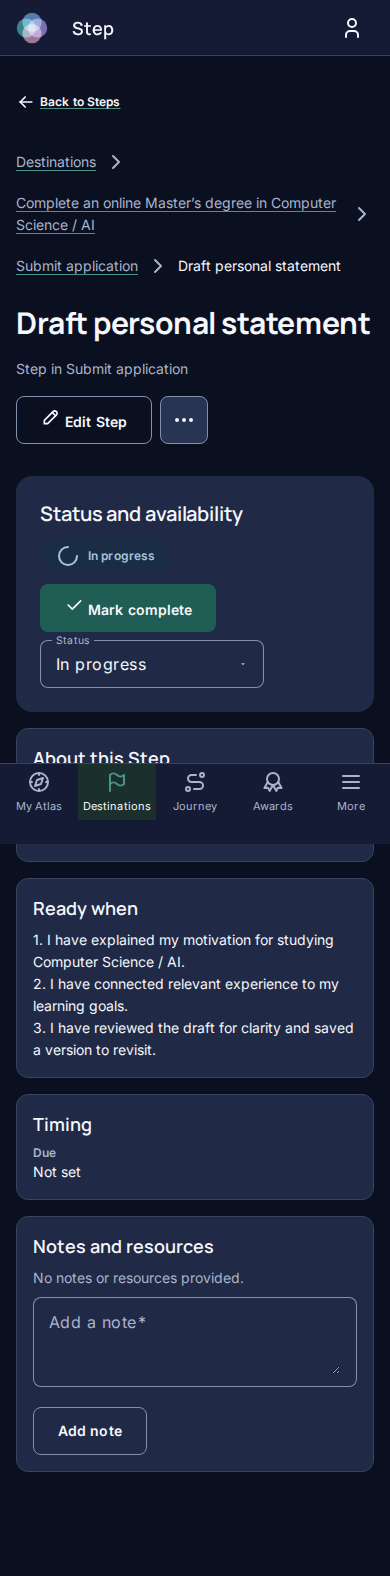 Step
Back to Steps
Destinations
Complete an online Master’s degree in Computer
Science / AI
Submit application
Draft personal statement
Draft personal statement
Step in Submit application
Edit Step
Status and availability
In progress
Mark complete
Status
In progress
About this Step
My Atlas
Destinations
Journey
Awards
More
Ready when
1. I have explained my motivation for studying
Computer Science / AI.
2. I have connected relevant experience to my
learning goals.
3. I have reviewed the draft for clarity and saved
a version to revisit.
Timing
Due
Not set
Notes and resources
No notes or resources provided.
Add a note*
Add note